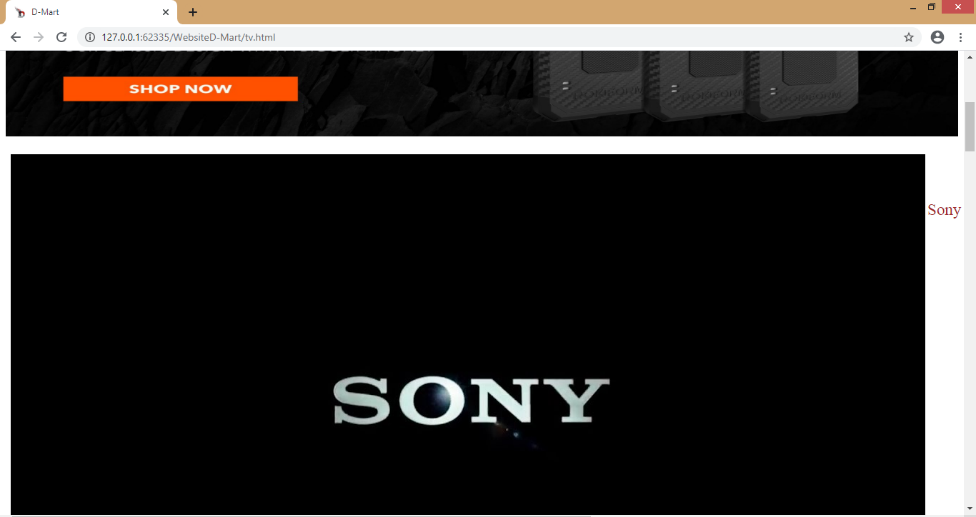 D-Mart
127.0.0.1:62335/WebsiteD-Mart/tv.html
SHOP NOW
Sony
SONY